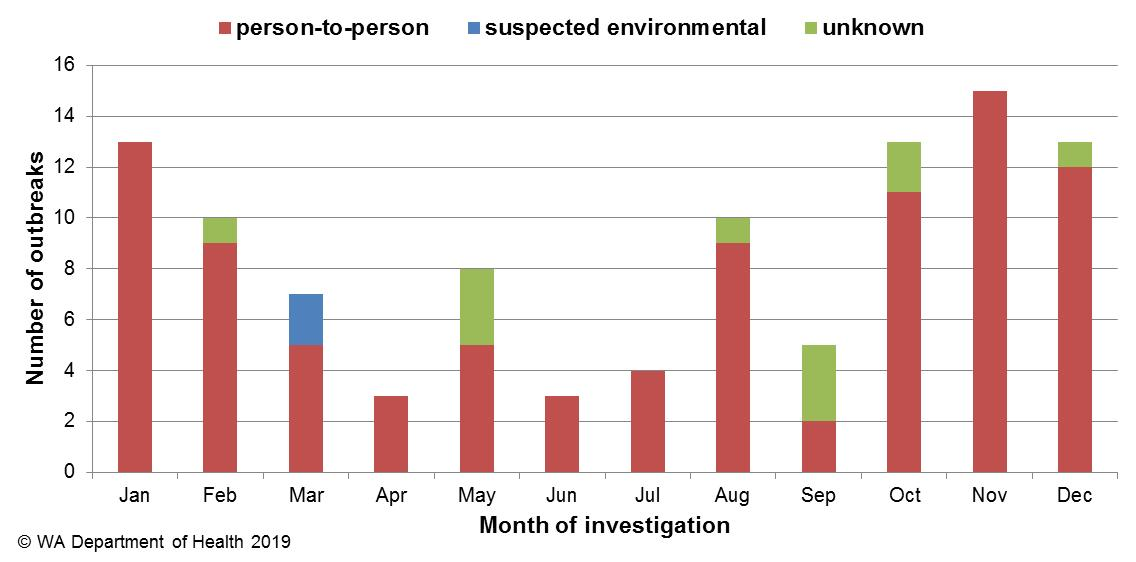 person-to-person suspected environmental unknown
Number of outbreaks
16
14
12
10
8
6
4
2
0
Jan Feb Mar Apr May Jun Jul Aug Sep Oct Nov Dec
Month of investigation
© WA Department of Health 2019